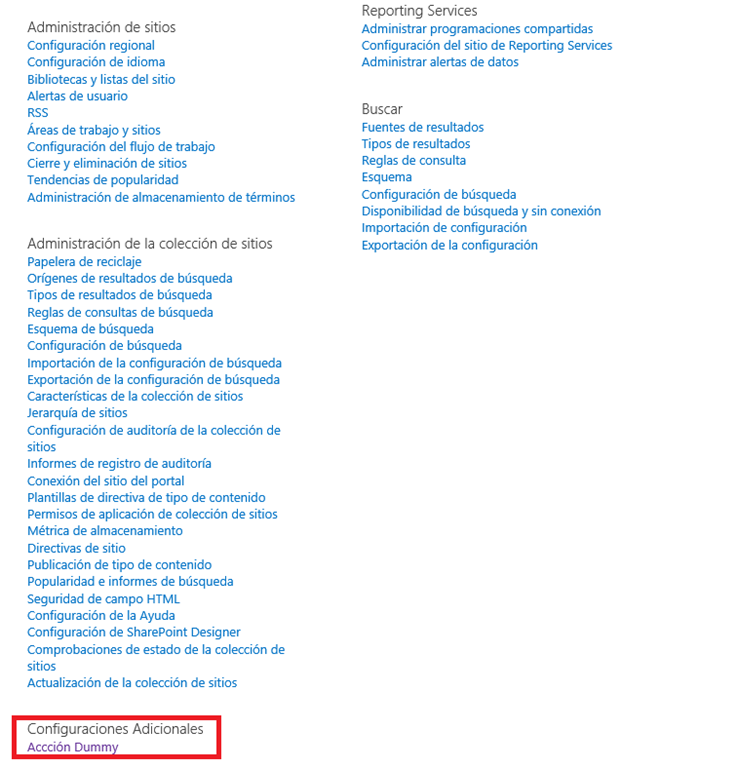 Administración de sitios
Configuración regional
Configuración de idioma
Bibliotecas y listas del sitio
Alertas de usuario
RSS
Áreas de trabajo y sitios
Configuración del flujo de trabajo
Cierre y eliminación de sitios
Tendencias de popularidad
Administración de almacenamiento de términos
Administración de la colección de sitios
Papelera de reciclaje
Orígenes de resultados de búsqueda
Tipos de resultados de búsqueda
Reglas de consultas de búsqueda
Esquema de búsqueda
Configuración de búsqueda
Importación de la configuración de búsqueda
Exportación de la configuración de búsqueda
Características de la colección de sitios
Jerarquía de sitios
Configuración de auditoría de la colección de
sitios
Informes de registro de auditoría
Conexión del sitio del portal
Plantillas de directiva de tipo de contenido
Permisos de aplicación de colección de sitios
Métrica de almacenamiento
Directivas de sitio
Publicación de tipo de contenido
Popularidad e informes de búsqueda
Seguridad de campo HTML
Configuración de la Ayuda
Configuración de SharePoint Designer
Comprobaciones de estado de la colección de
sitios
Actualización de la colección de sitios
Configuraciones Adicionales
Accción Dummy
Reporting Services
Administrar programaciones compartidas
Configuración del sitio de Reporting Services
Administrar alertas de datos
Buscar
Fuentes de resultados
Tipos de resultados
Reglas de consulta
Esquema
Configuración de búsqueda
Disponibilidad de búsqueda y sin conexión
Importación de configuración
Exportación de la configuración